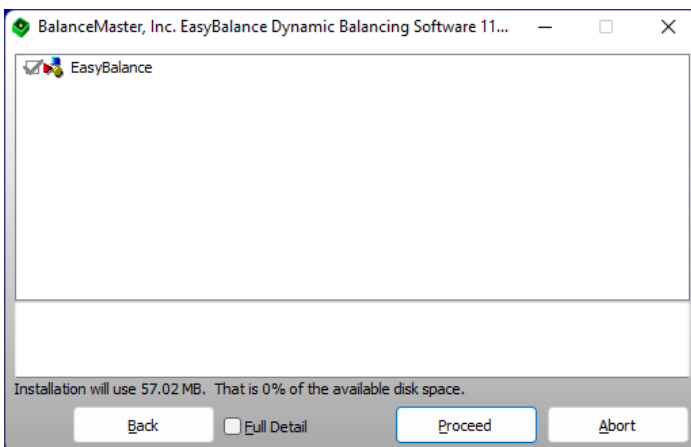 BalanceMaster, Inc. EasyBalance Dynamic Balancing Software 11...
EasyBalance
Installation will use 57.02 MB.  That is 0% of the available disk space.
Back
Full Detail
Proceed
Abort